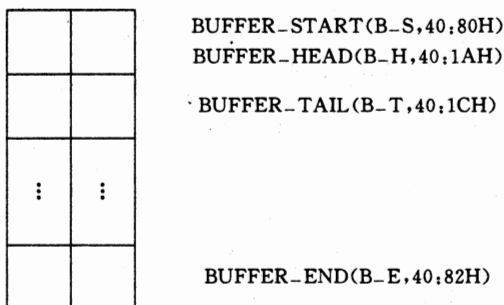 BUFFER_START(B_S,40:80H)
BUFFER_HEAD(B_H,40:1AH)
BUFFER_TAIL(B_T,40:1CH)
⋮ ⋮
BUFFER_END(B_E,40:82H)